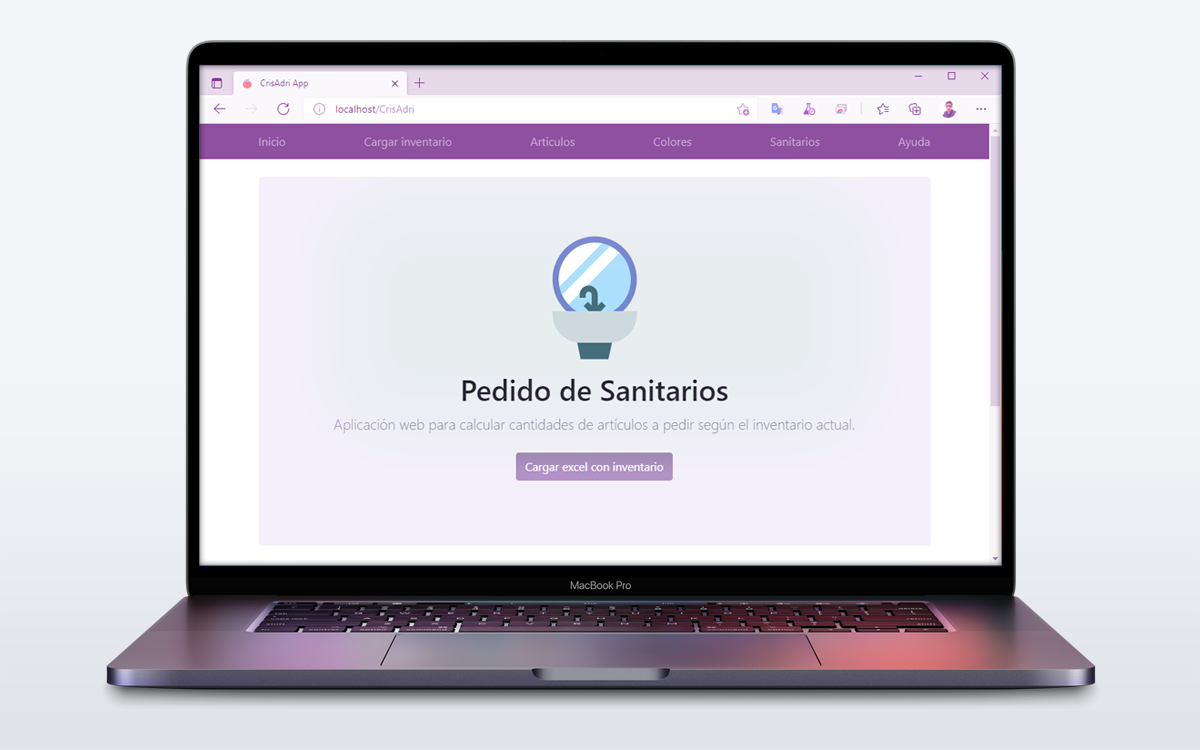 CrisAdri App
localhost/CrisAdri
Inicio Cargar inventario Articulos Colores Sanitarios Ayuda
Pedido de Sanitarios
Aplicación web para calcular cantidades de artículos a pedir según el inventario actual.
Cargar excel con inventario
MacBook Pro